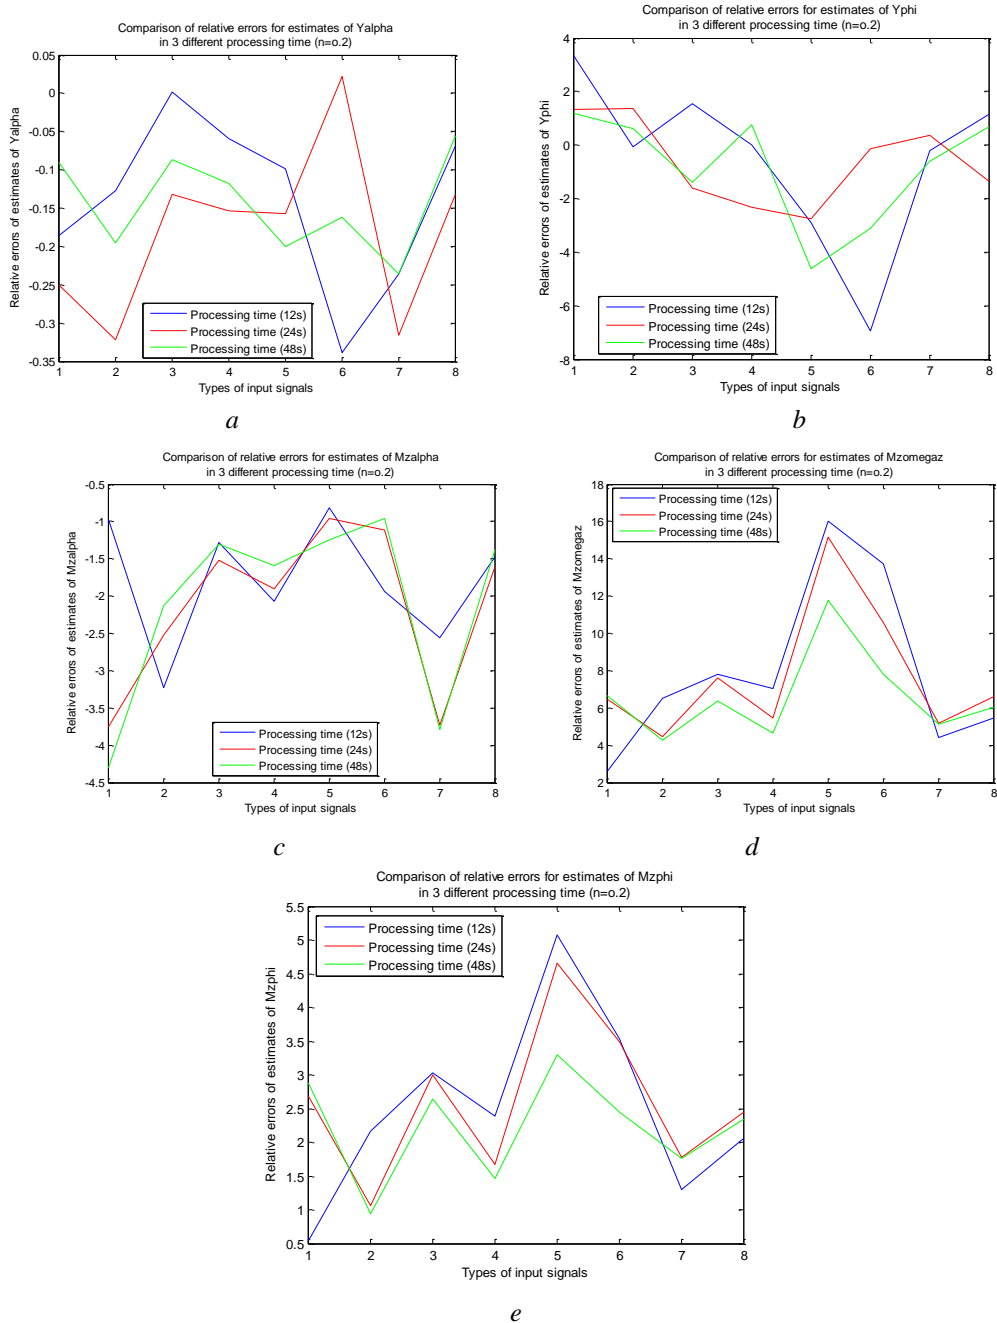 Comparison of relative errors for estimates of Yalpha
in 3 different processing time (n=o.2)
Relative errors of estimates of Yalpha
0.05
0
-0.05
-0.1
-0.15
-0.2
-0.25
-0.3
-0.35
Processing time (12s)
Processing time (24s)
Processing time (48s)
1 2 3 4 5 6 7 8
Types of input signals
a
Comparison of relative errors for estimates of Yphi
in 3 different processing time (n=o.2)
Relative errors of estimates of Yphi
4
2
0
-2
-4
-6
-8
Processing time (12s)
Processing time (24s)
Processing time (48s)
1 2 3 4 5 6 7 8
Types of input signals
b
Comparison of relative errors for estimates of Mzalpha
in 3 different processing time (n=o.2)
Relative errors of estimates of Mzalpha
-0.5
-1
-1.5
-2
-2.5
-3
-3.5
-4
-4.5
Processing time (12s)
Processing time (24s)
Processing time (48s)
1 2 3 4 5 6 7 8
Types of input signals
c
Comparison of relative errors for estimates of Mzomegaz
in 3 different processing time (n=o.2)
Relative errors of estimates of Mzomegaz
18
16
14
12
10
8
6
4
2
Processing time (12s)
Processing time (24s)
Processing time (48s)
1 2 3 4 5 6 7 8
Types of input signals
d
Comparison of relative errors for estimates of Mzphi
in 3 different processing time (n=o.2)
Relative errors of estimates of Mzphi
5.5
5
4.5
4
3.5
3
2.5
2
1.5
1
0.5
Processing time (12s)
Processing time (24s)
Processing time (48s)
1 2 3 4 5 6 7 8
Types of input signals
e